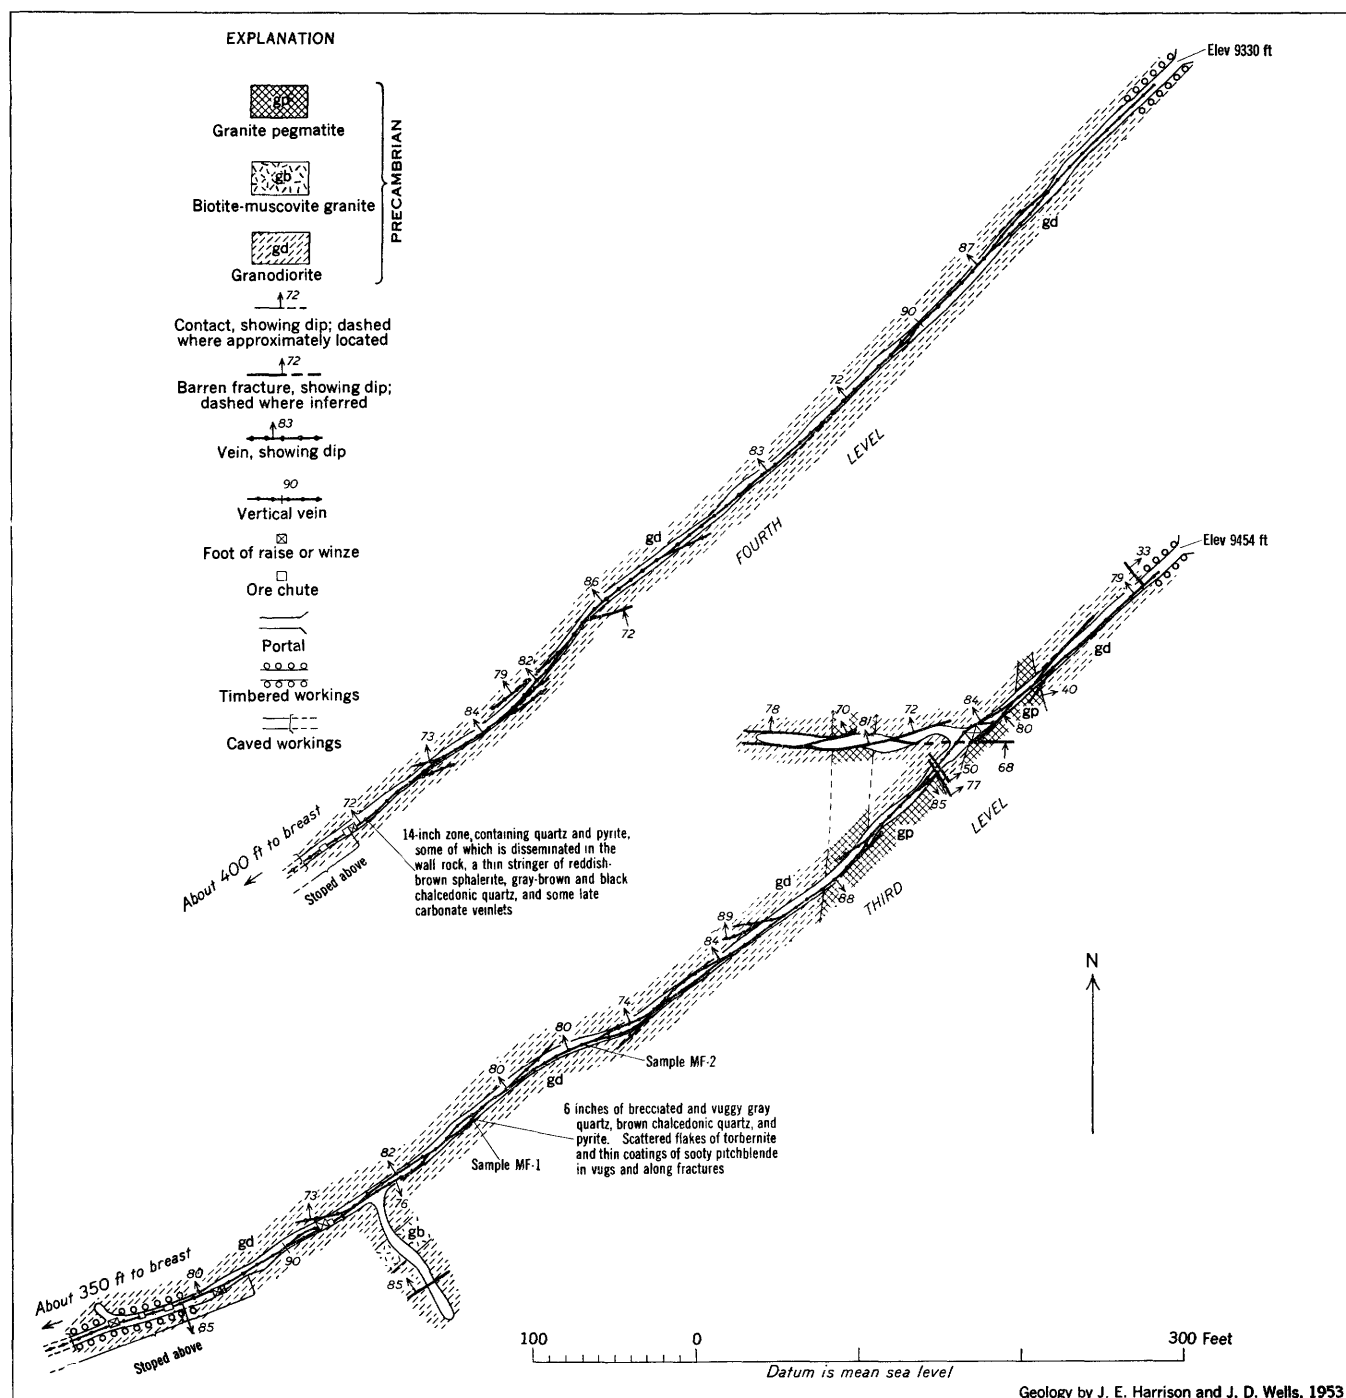 EXPLANATION
gp
Granite pegmatite
gb
Biotite-muscovite granite
gd
Granodiorite
PRECAMBRIAN
72
Contact, showing dip; dashed
where approximately located
72
Barren fracture, showing dip;
dashed where inferred
83
Vein, showing dip
90
Vertical vein
Foot of raise or winze
Ore chute
Portal
Timbered workings
Caved workings
Elev 9330 ft
gd
87
90
72
LEVEL
83
FOURTH
gd
86
72
82
79
84
73
72
About 400 ft to breast
Stoped above
14-inch zone, containing quartz and pyrite,
some of which is disseminated in the
wall rock, a thin stringer of reddish-
brown sphalerite, gray-brown and black
chalcedonic quartz, and some late
carbonate veinlets
Elev 9454 ft
33
79
gd
40
84
gp
80
78
70
81
72
68
50
77
85
LEVEL
gp
gd
88
THIRD
89
84
74
80
Sample MF-2
80
gd
6 inches of brecciated and vuggy gray
quartz, brown chalcedonic quartz, and
pyrite. Scattered flakes of torbernite
and thin coatings of sooty pitchblende
in vugs and along fractures
Sample MF-1
82
76
73
gb
gd
90
85
80
About 350 ft to breast
85
Stoped above
N
100 0 300 Feet
Datum is mean sea level
Geology by J. E. Harrison and J. D. Wells, 1953